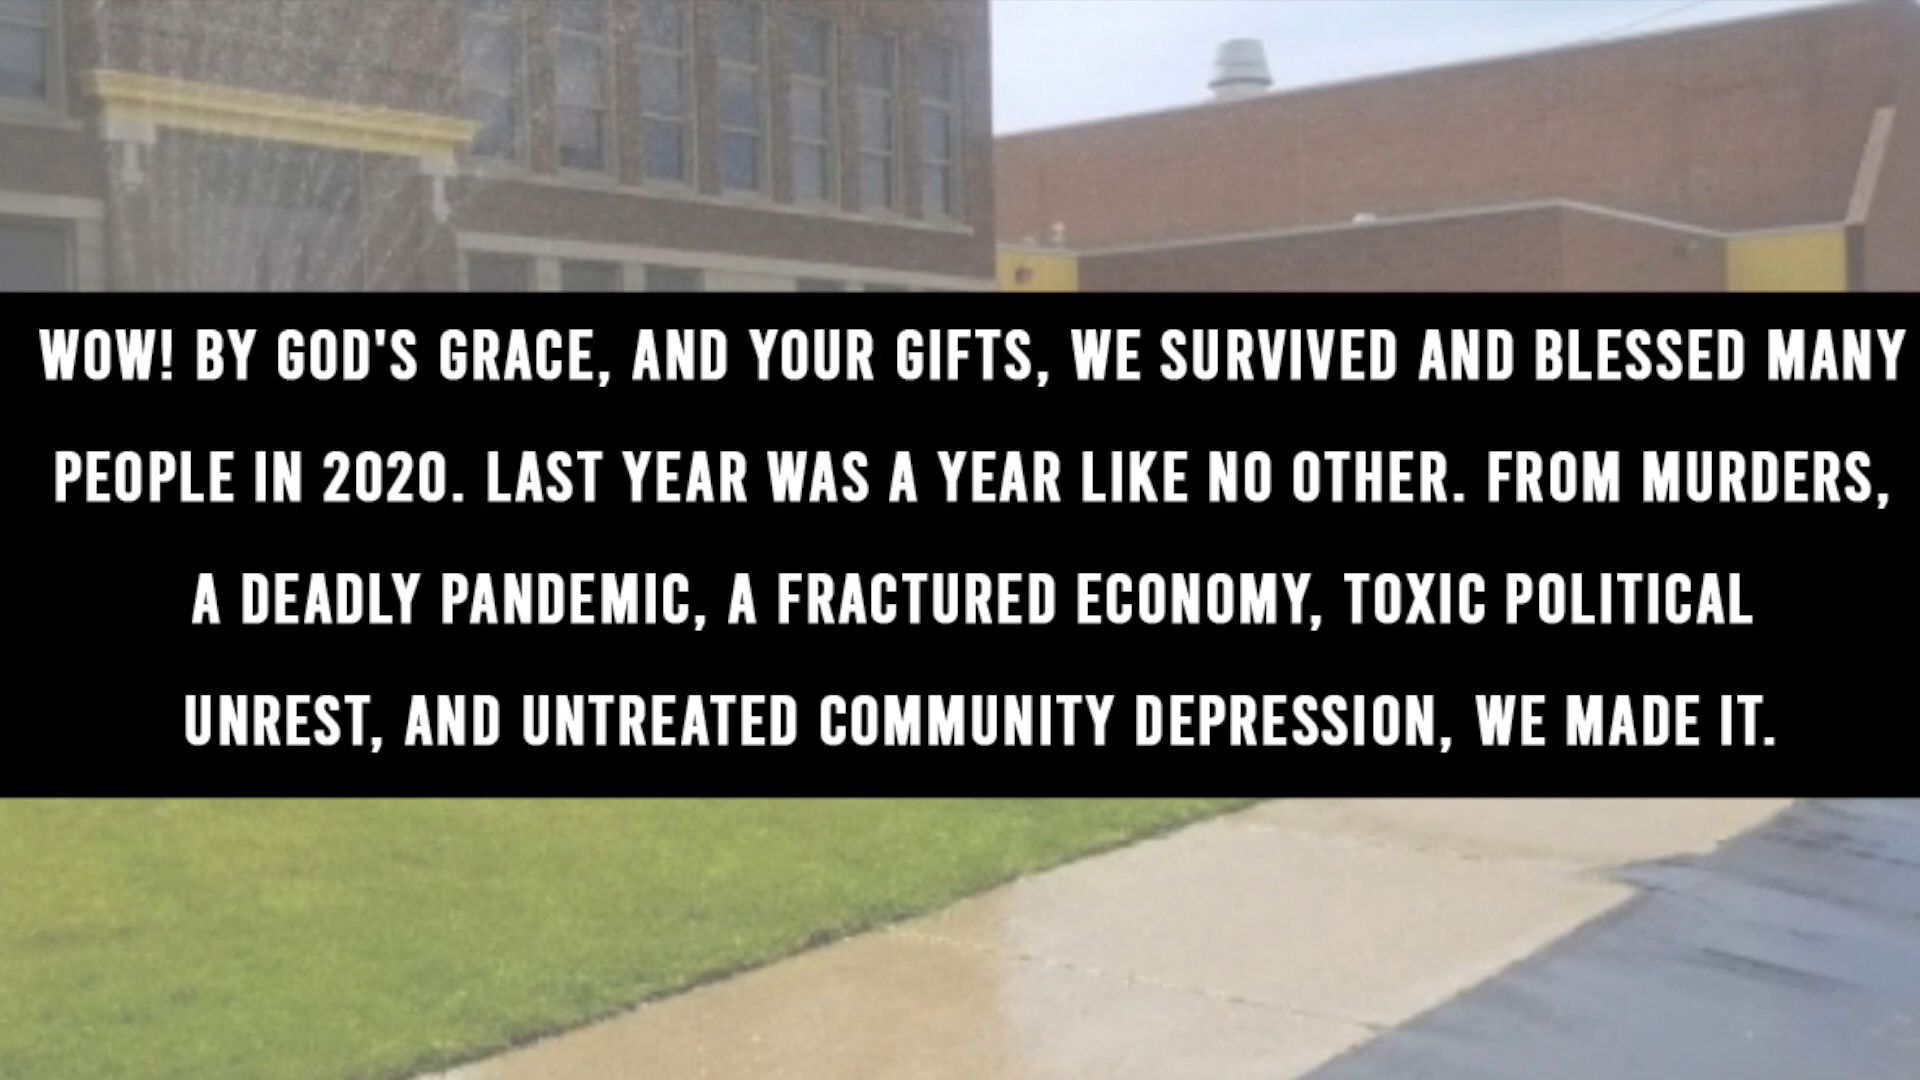 WOW! BY GOD'S GRACE, AND YOUR GIFTS, WE SURVIVED AND BLESSED MANY
PEOPLE IN 2020. LAST YEAR WAS A YEAR LIKE NO OTHER. FROM MURDERS,
A DEADLY PANDEMIC, A FRACTURED ECONOMY, TOXIC POLITICAL
UNREST, AND UNTREATED COMMUNITY DEPRESSION, WE MADE IT.